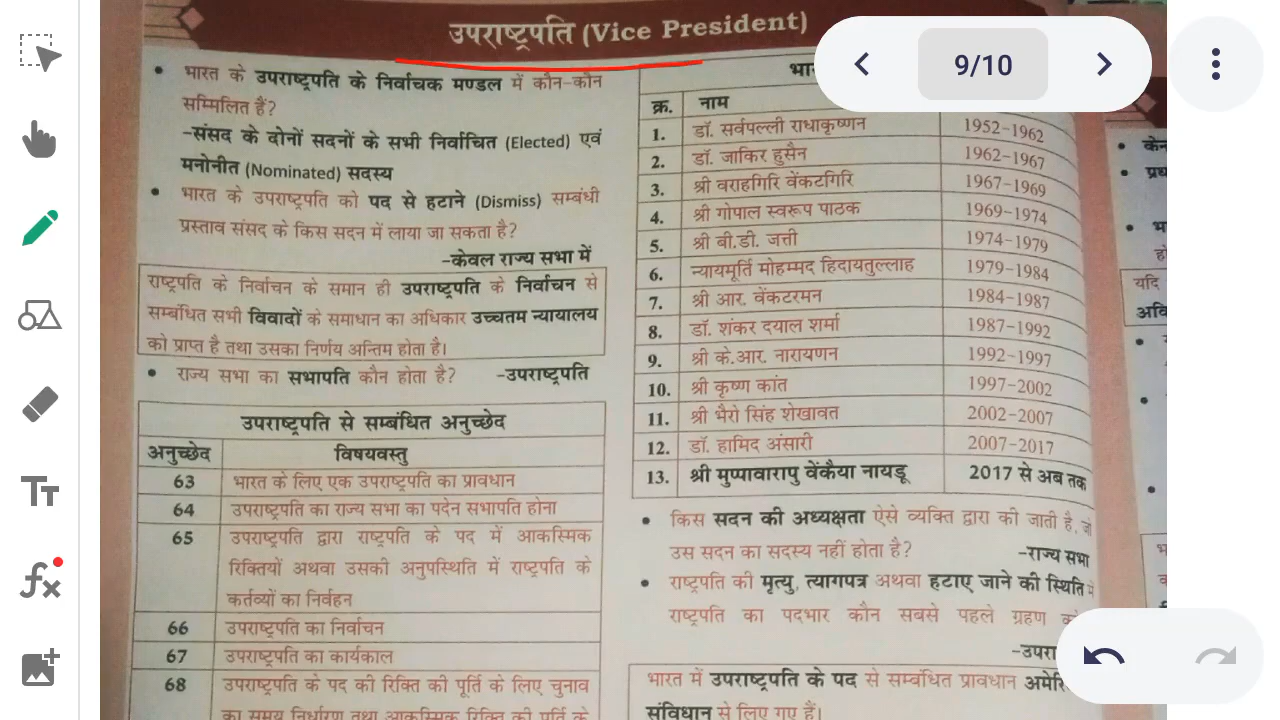 उपराष्ट्रपति (Vice President)
9/10
• भारत के उपराष्ट्रपति के निर्वाचक मण्डल में कौन-कौन
सम्मिलित हैं?
-संसद के दोनों सदनों के सभी निर्वाचित (Elected) एवं
मनोनीत (Nominated) सदस्य
• भारत के उपराष्ट्रपति को पद से हटाने (Dismiss) सम्बंधी
प्रस्ताव संसद के किस सदन में लाया जा सकता है?
-केवल राज्य सभा में
राष्ट्रपति के निर्वाचन के समान ही उपराष्ट्रपति के निर्वाचन से
सम्बंधित सभी विवादों के समाधान का अधिकार उच्चतम न्यायालय
को प्राप्त है तथा उसका निर्णय अन्तिम होता है।
• राज्य सभा का सभापति कौन होता है? -उपराष्ट्रपति
उपराष्ट्रपति से सम्बंधित अनुच्छेद
अनुच्छेद विषयवस्तु
63 भारत के लिए एक उपराष्ट्रपति का प्रावधान
64 उपराष्ट्रपति का राज्य सभा का पदेन सभापति होना
65 उपराष्ट्रपति द्वारा राष्ट्रपति के पद में आकस्मिक
रिक्तियों अथवा उसकी अनुपस्थिति में राष्ट्रपति के
कर्तव्यों का निर्वहन
66 उपराष्ट्रपति का निर्वाचन
67 उपराष्ट्रपति का कार्यकाल
68 उपराष्ट्रपति के पद की रिक्ति की पूर्ति के लिए चुनाव
का समय निर्धारण तथा आकस्मिक रिक्ति की पूर्ति के
क्र. नाम
1. डॉ. सर्वपल्ली राधाकृष्णन 1952-1962
2. डॉ. जाकिर हुसैन 1962-1967
3. श्री वराहगिरि वेंकटगिरि 1967-1969
4. श्री गोपाल स्वरूप पाठक 1969-1974
5. श्री बी.डी. जत्ती 1974-1979
6. न्यायमूर्ति मोहम्मद हिदायतुल्लाह 1979-1984
7. श्री आर. वेंकटरमन 1984-1987
8. डॉ. शंकर दयाल शर्मा 1987-1992
9. श्री के.आर. नारायणन 1992-1997
10. श्री कृष्ण कांत 1997-2002
11. श्री भैरो सिंह शेखावत 2002-2007
12. डॉ. हामिद अंसारी 2007-2017
13. श्री मुप्पावारापु वेंकैया नायडू 2017 से अब तक
• किस सदन की अध्यक्षता ऐसे व्यक्ति द्वारा की जाती है, जो
उस सदन का सदस्य नहीं होता है? -राज्य सभा
• राष्ट्रपति की मृत्यु, त्यागपत्र अथवा हटाए जाने की स्थिति में
राष्ट्रपति का पदभार कौन सबसे पहले ग्रहण
भारत में उपराष्ट्रपति के पद से सम्बंधित प्रावधान
संविधान से लिए गए हैं।
यदि